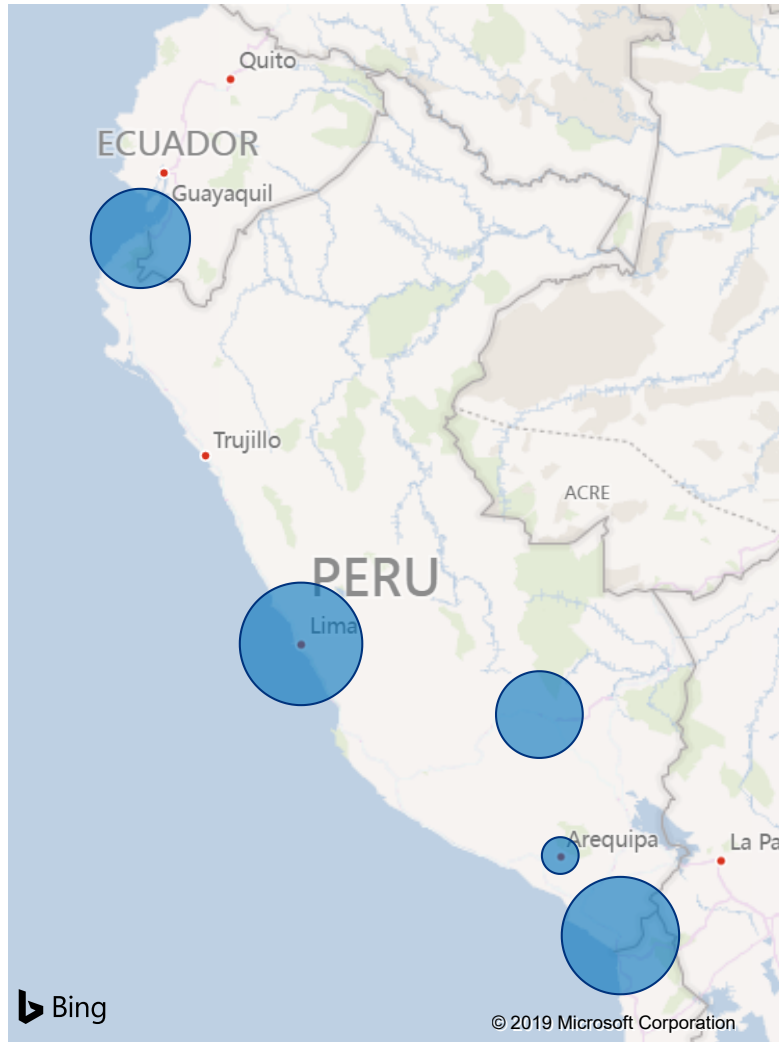 Quito
ECUADOR
Guayaquil
Trujillo
ACRE
PERU
Lima
Arequipa
La Pa
Bing
© 2019 Microsoft Corporation